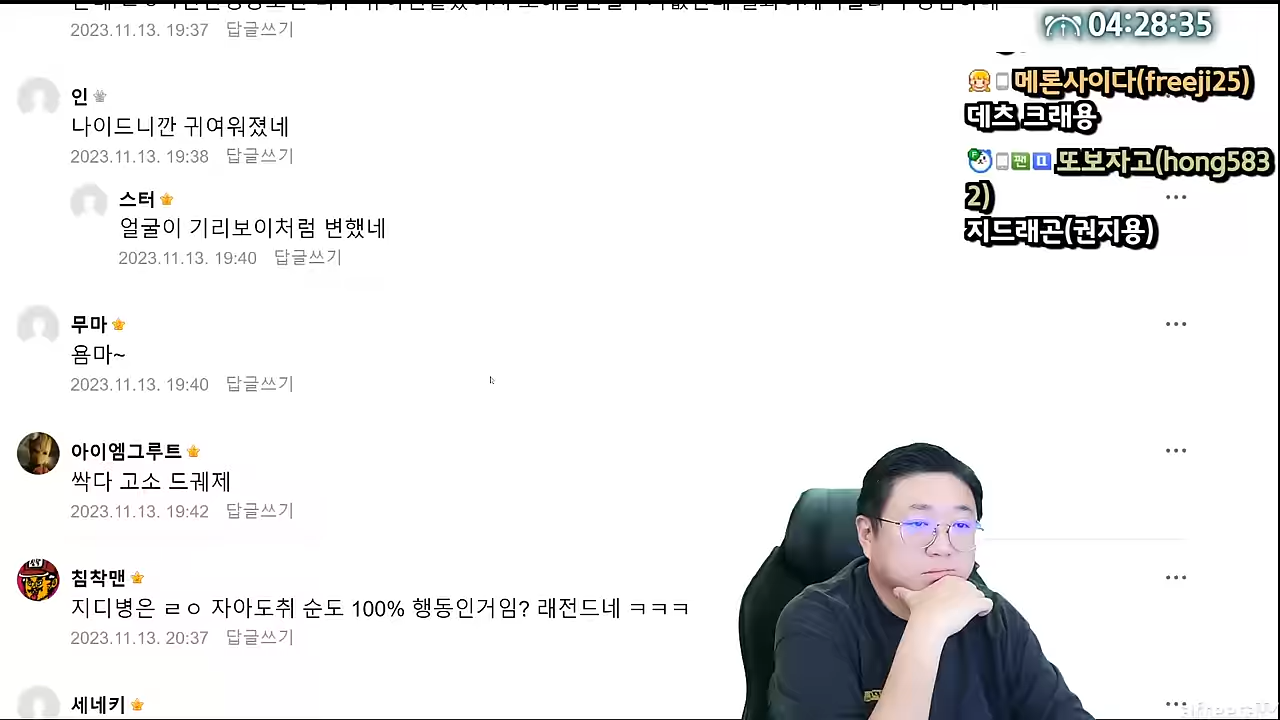 2023.11.13. 19:37 답글쓰기
04:28:35
인
나이드니깐 귀여워졌네
2023.11.13. 19:38 답글쓰기
스터
얼굴이 기리보이처럼 변했네
2023.11.13. 19:40 답글쓰기
무마
욤마~
2023.11.13. 19:40 답글쓰기
아이엠그루트
싹다 고소 드궤제
2023.11.13. 19:42 답글쓰기
침착맨
지디병은 ㄹㅇ 자아도취 순도 100% 행동인거임? 래전드네 ㅋㅋㅋ
2023.11.13. 20:37 답글쓰기
세네키
메론사이다(freeji25)
데츠 크래용
팬 또보자고(hong583
2)
지드래곤(권지용)